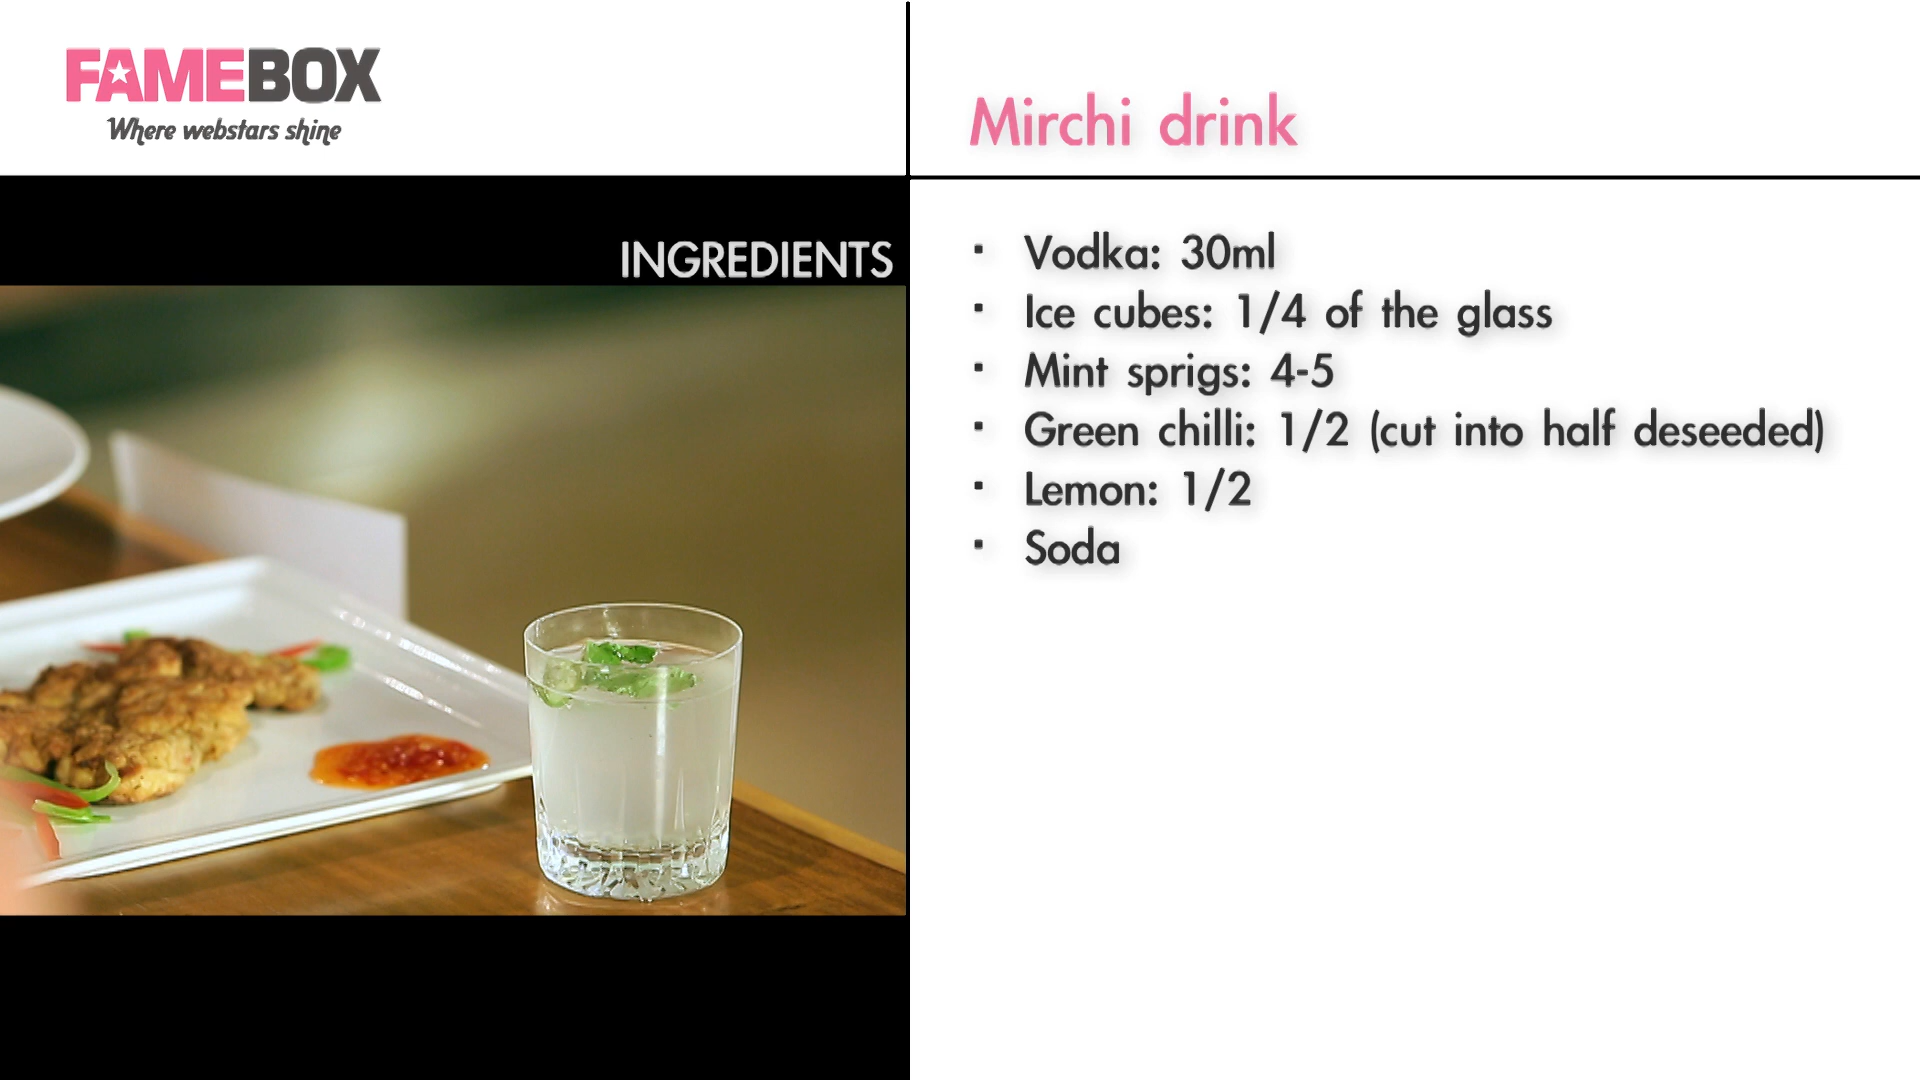 FAMEBOX
Where webstars shine
Mirchi drink
INGREDIENTS
▪ Vodka: 30ml
▪ Ice cubes: 1/4 of the glass
▪ Mint sprigs: 4-5
▪ Green chilli: 1/2 (cut into half deseeded)
▪ Lemon: 1/2
▪ Soda